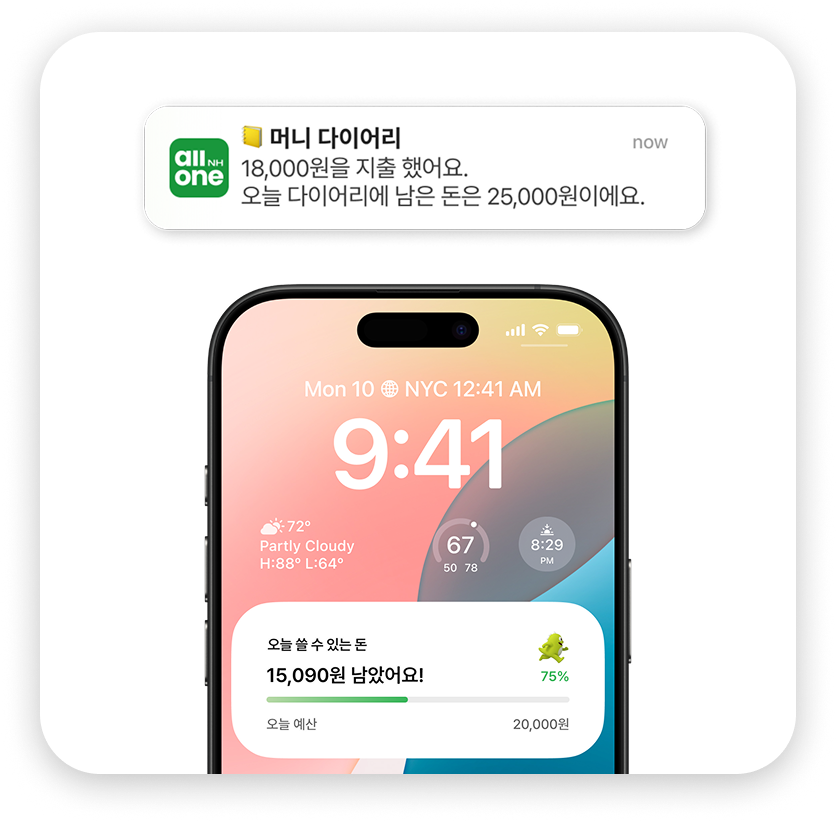 머니 다이어리
now
all NH
one
18,000원을 지출 했어요.
오늘 다이어리에 남은 돈은 25,000원이에요.
Mon 10 NYC 12:41 AM
9:41
72°
Partly Cloudy
H:88° L:64°
67
50 78
8:29
PM
오늘 쓸 수 있는 돈
15,090원 남았어요!
75%
오늘 예산
20,000원